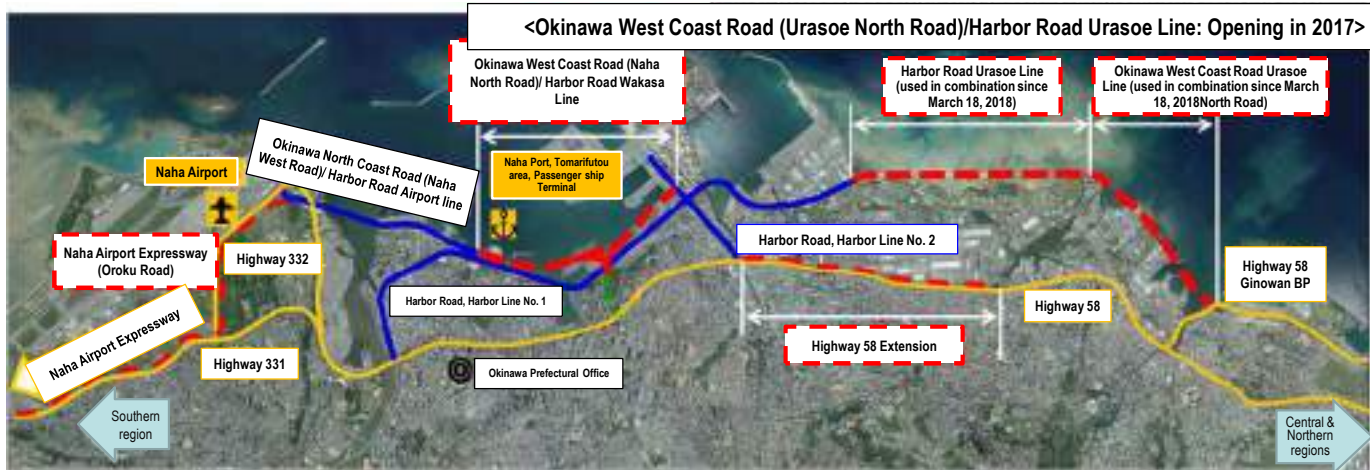 <Okinawa West Coast Road (Urasoe North Road)/Harbor Road Urasoe Line: Opening in 2017>
Okinawa West Coast Road (Naha
North Road)/ Harbor Road Wakasa
Line
Harbor Road Urasoe Line
(used in combination since
March 18, 2018)
Okinawa West Coast Road Urasoe
Line (used in combination since March
18, 2018North Road)
Okinawa North Coast Road (Naha
West Road)/ Harbor Road Airport line
Naha Airport
Naha Port, Tomarifutou
area, Passenger ship
Terminal
Naha Airport Expressway
(Oroku Road)
Highway 332
Harbor Road, Harbor Line No. 2
Highway 58
Ginowan BP
Harbor Road, Harbor Line No. 1
Highway 58
Naha Airport Expressway
Highway 331
Highway 58 Extension
Okinawa Prefectural Office
Southern
region
Central &
Northern
regions